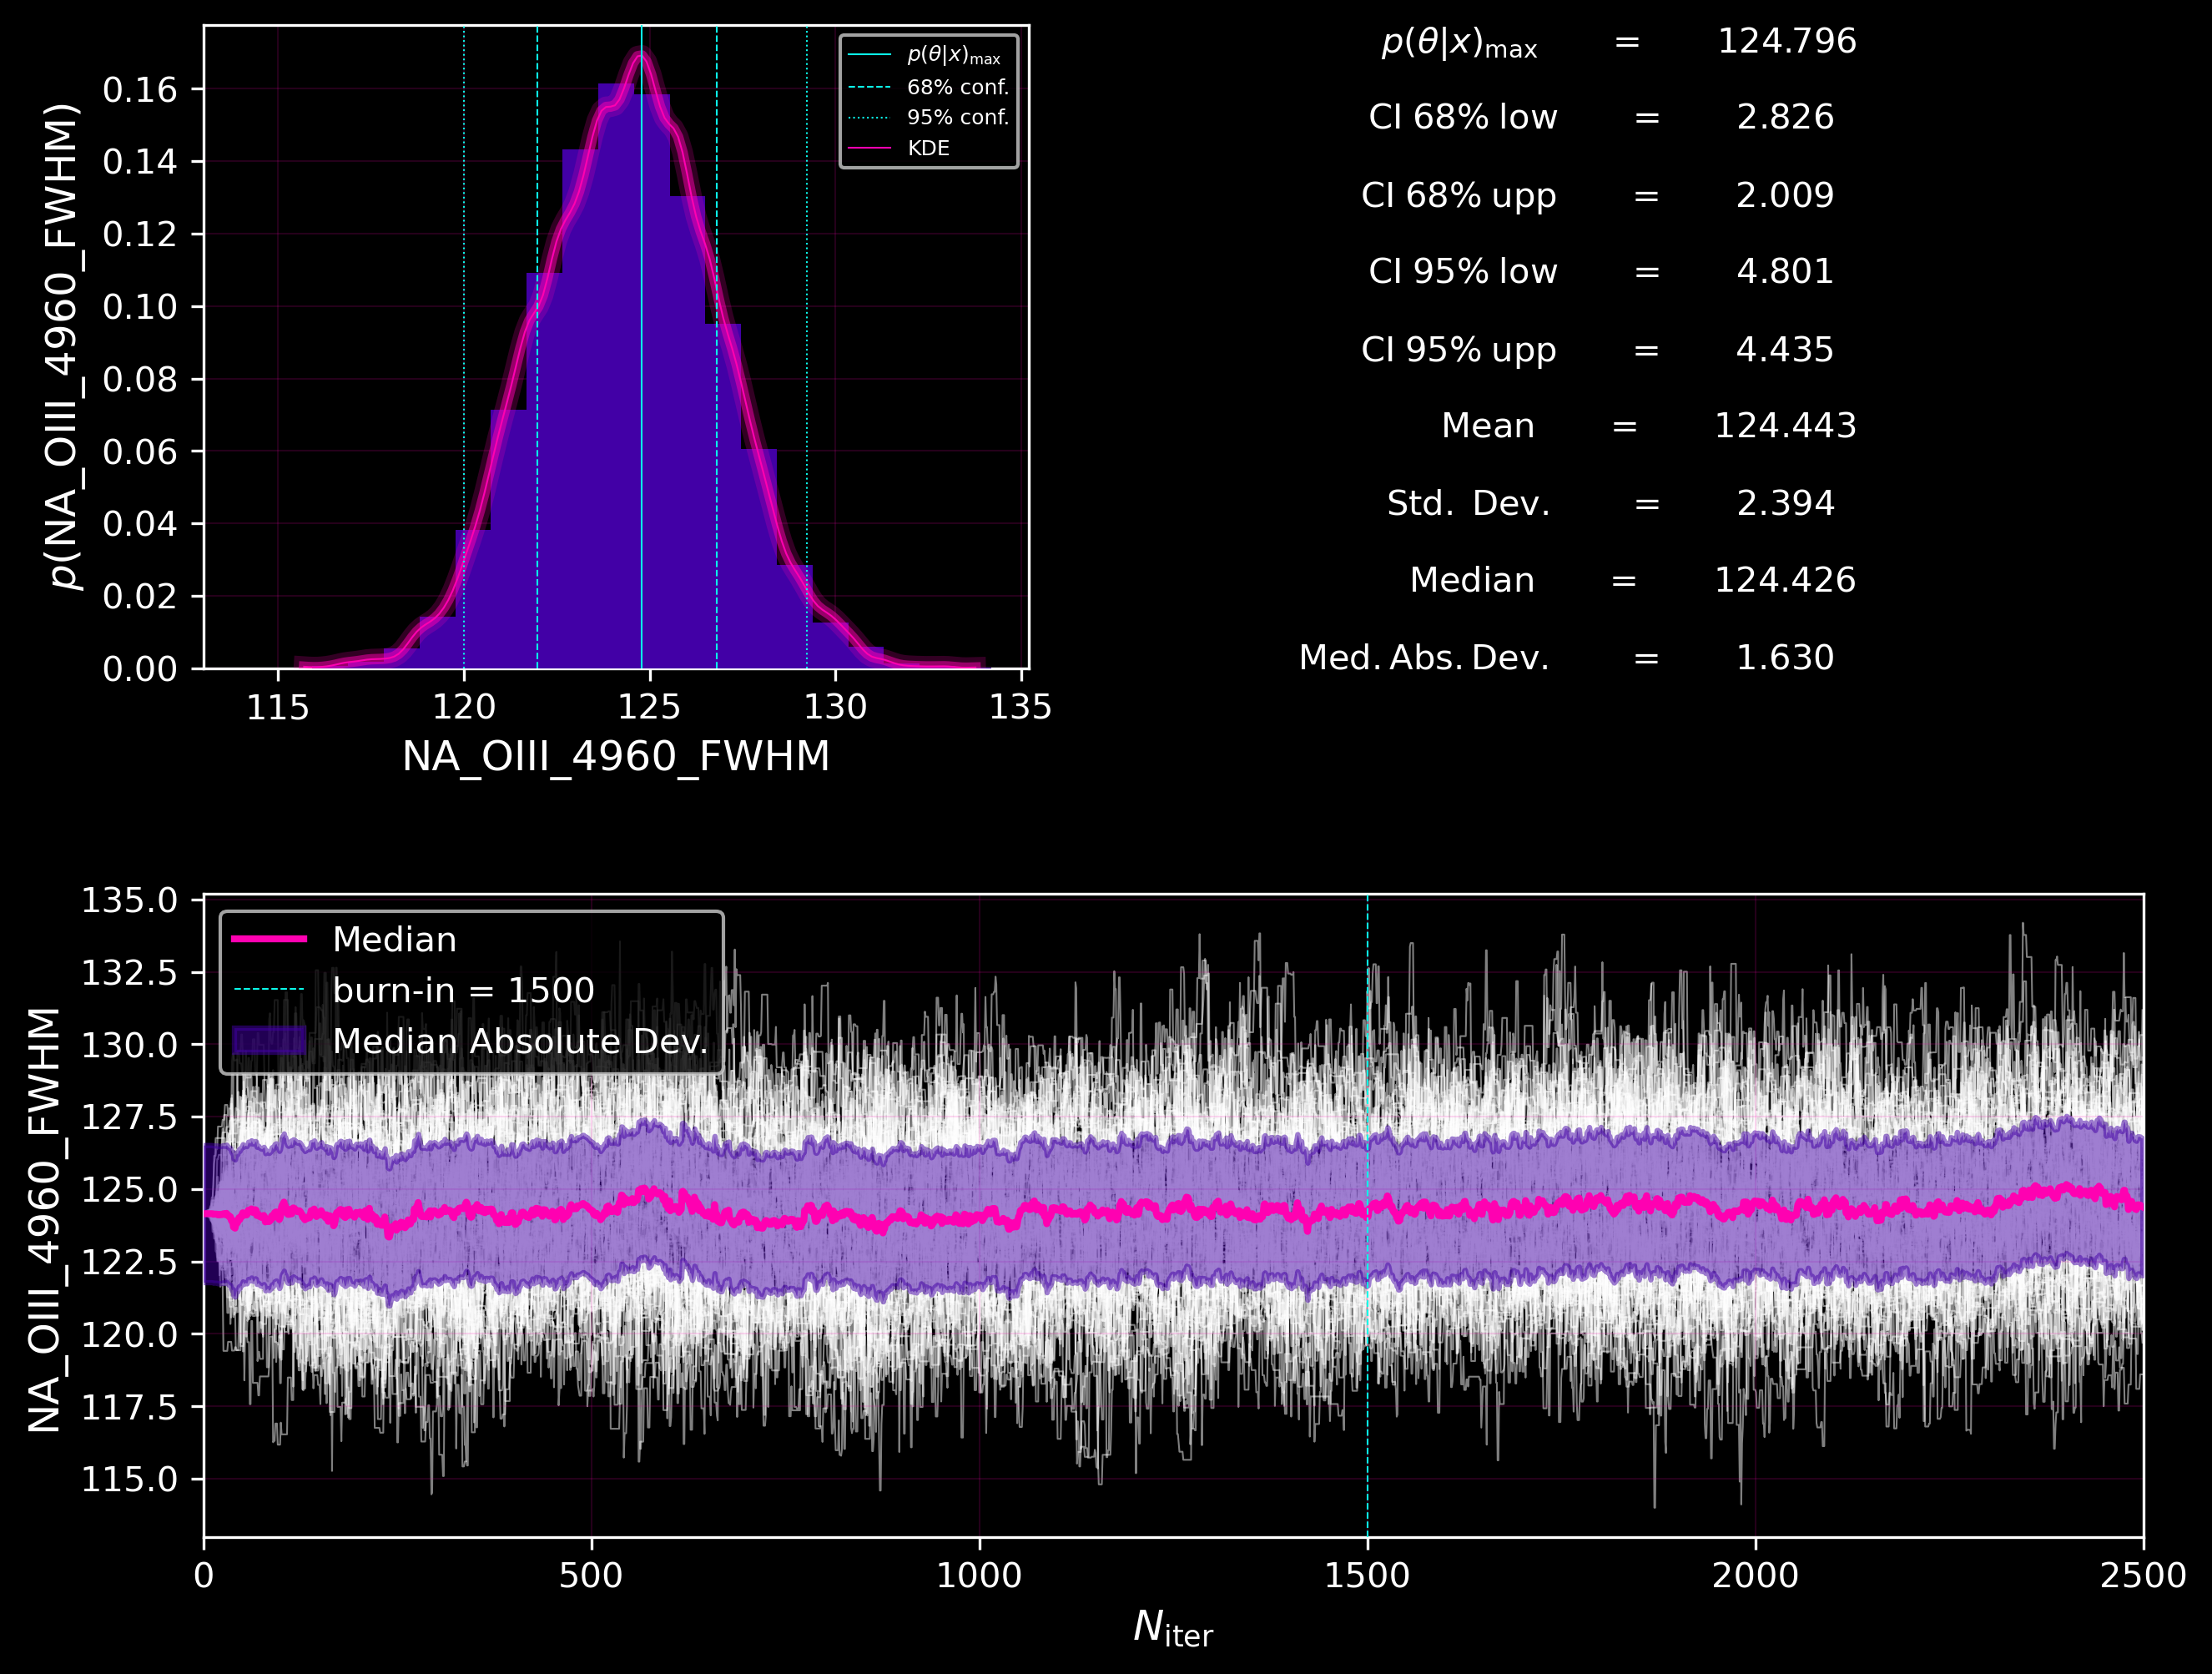 p(NA_OIII_4960_FWHM)
0.16
0.14
0.12
0.10
0.08
0.06
0.04
0.02
0.00
115 120 125 130 135
NA_OIII_4960_FWHM
p(θ|x)max
68% conf.
95% conf.
KDE
p(θ|x)max = 124.796
CI 68% low = 2.826
CI 68% upp = 2.009
CI 95% low = 4.801
CI 95% upp = 4.435
Mean = 124.443
Std. Dev. = 2.394
Median = 124.426
Med. Abs. Dev. = 1.630
NA_OIII_4960_FWHM
135.0
132.5
130.0
127.5
125.0
122.5
120.0
117.5
115.0
Median
burn-in = 1500
Median Absolute Dev.
0 500 1000 1500 2000 2500
Niter